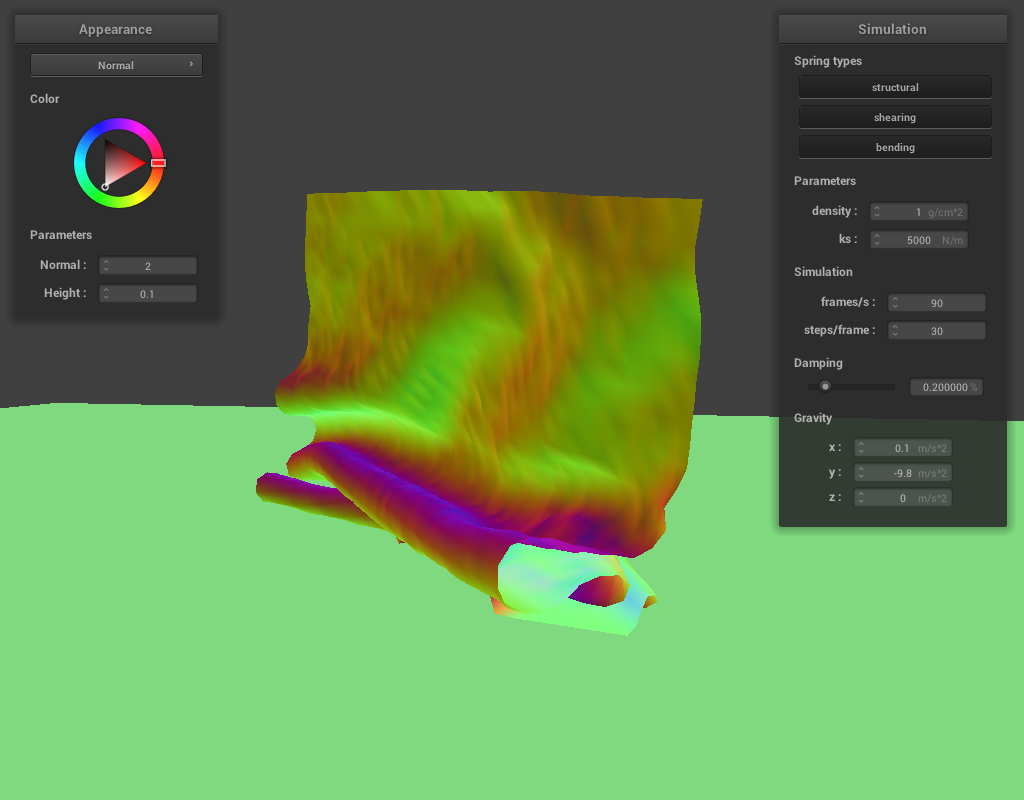 Appearance
Normal ›
Color
Parameters
Normal : 2
Height : 0.1
Simulation
Spring types
structural
shearing
bending
Parameters
density : 1 g/cm^2
ks : 5000 N/m
Simulation
frames/s : 90
steps/frame : 30
Damping
0.200000 %
Gravity
x : 0.1 m/s^2
y : -9.8 m/s^2
z : 0 m/s^2